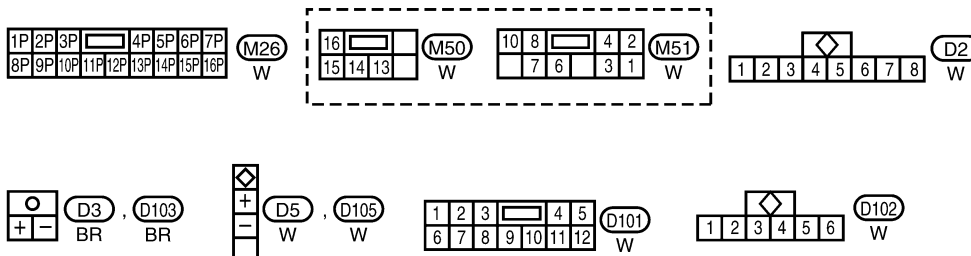 1P 2P 3P 4P 5P 6P 7P
8P 9P 10P 11P 12P 13P 14P 15P 16P
M26
W
16
15 14 13
M50
W
10 8 4 2
7 6 3 1
M51
W
1 2 3 4 5 6 7 8
D2
W
+ −
D3 , D103
BR BR
+
−
D5 , D105
W W
1 2 3 4 5
6 7 8 9 10 11 12
D101
W
1 2 3 4 5 6
D102
W